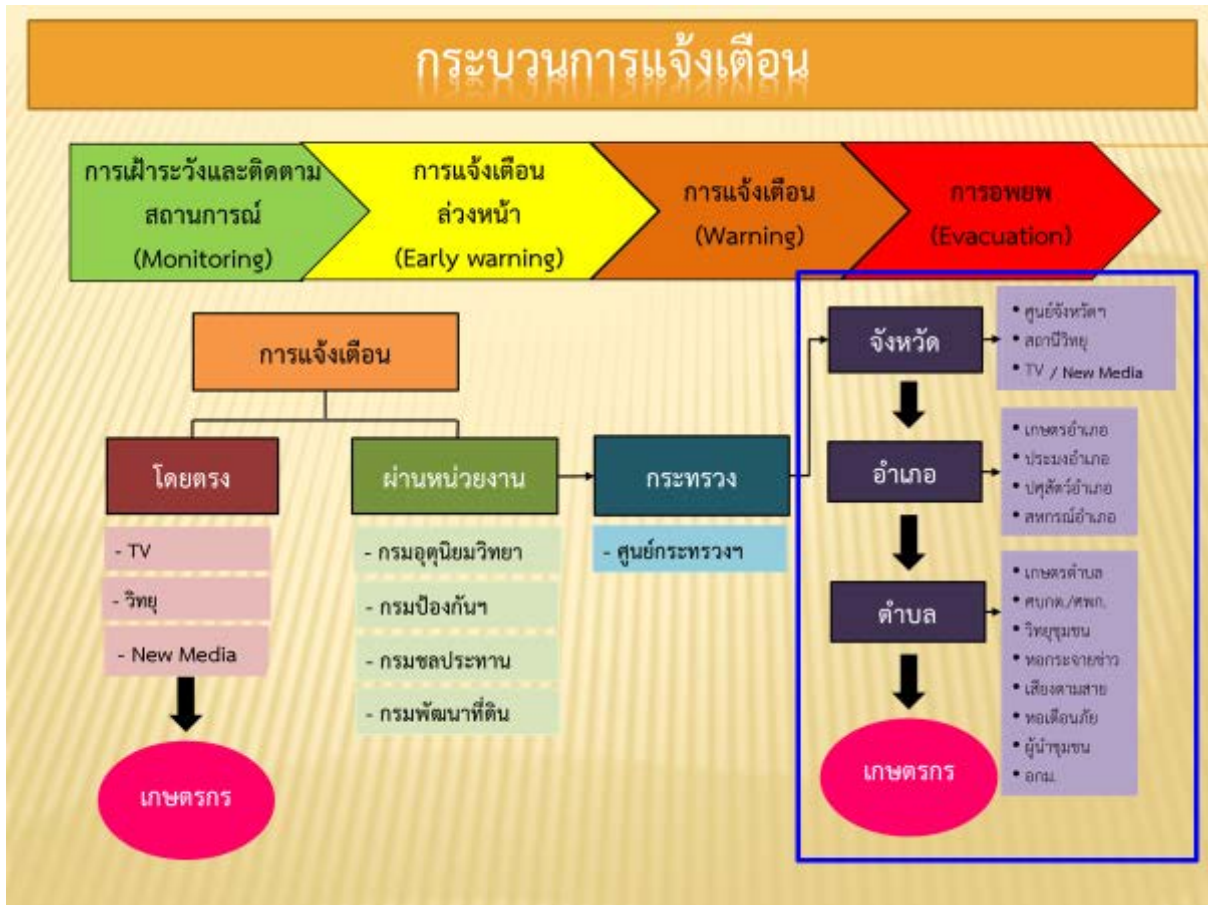 กระบวนการแจ้งเตือน
การเฝ้าระวังและติดตาม
สถานการณ์
(Monitoring)
การแจ้งเตือน
ล่วงหน้า
(Early warning)
การแจ้งเตือน
(Warning)
การอพยพ
(Evacuation)
การแจ้งเตือน
โดยตรง
- TV
- วิทยุ
- New Media
เกษตรกร
ผ่านหน่วยงาน
- กรมอุตุนิยมวิทยา
- กรมป้องกันฯ
- กรมชลประทาน
- กรมพัฒนาที่ดิน
กระทรวง
- ศูนย์กระทรวงฯ
จังหวัด
• ศูนย์จังหวัดฯ
• สถานีวิทยุ
• TV / New Media
อำเภอ
• เกษตรอำเภอ
• ประมงอำเภอ
• ปศุสัตว์อำเภอ
• สหกรณ์อำเภอ
ตำบล
• เกษตรตำบล
• ศบกต./ศพก.
• วิทยุชุมชน
• หอกระจายข่าว
• เสียงตามสาย
• หอเตือนภัย
• ผู้นำชุมชน
• อกม.
เกษตรกร